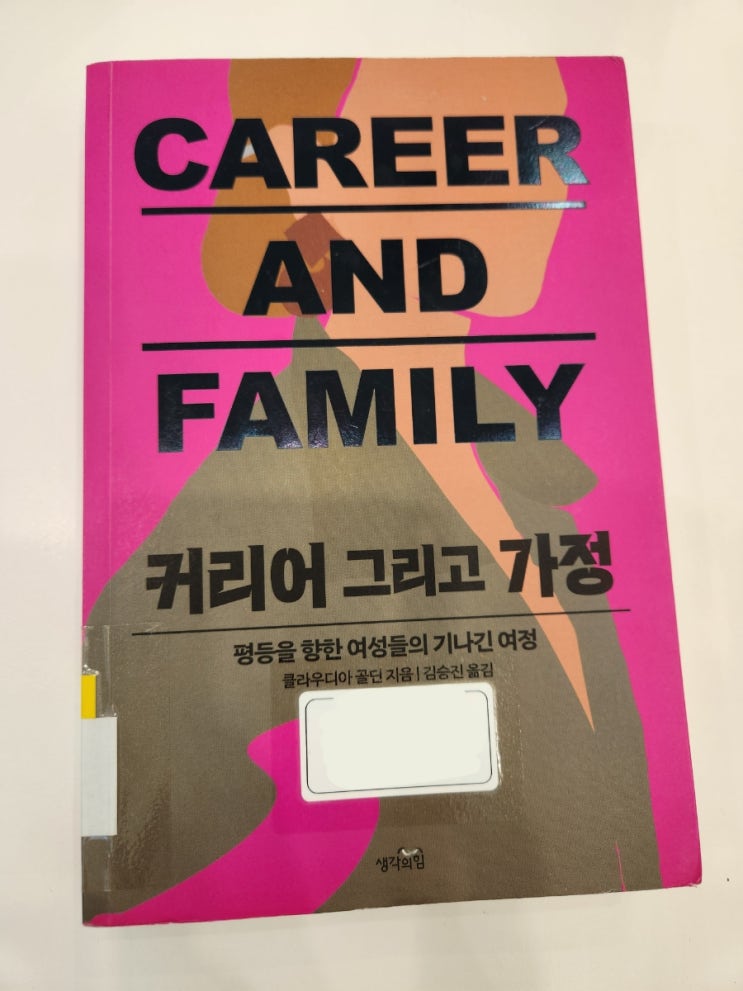 CAREER
AND
FAMILY
커리어 그리고 가정
평등을 향한 여성들의 기나긴 여정
클라우디아 골딘 지음 | 김승진 옮김
생각의힘